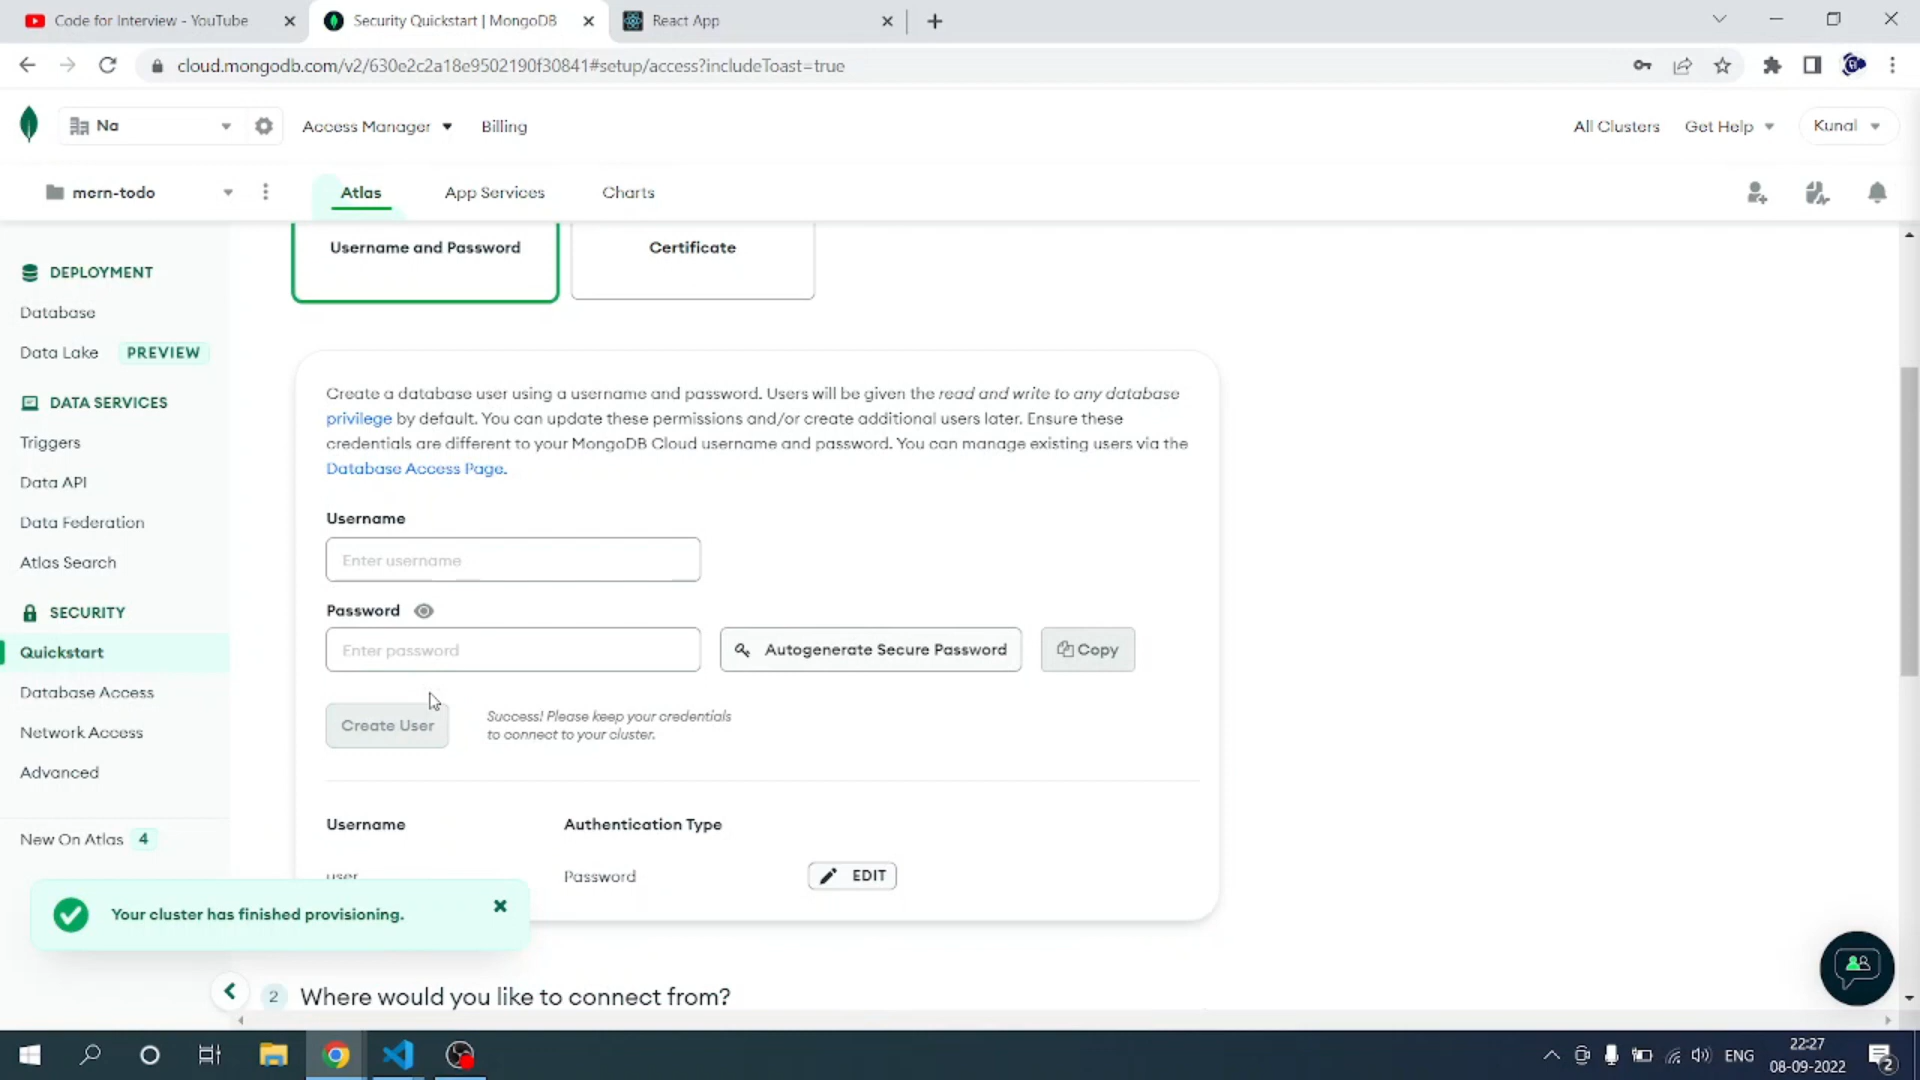 Code for Interview - YouTube
Security Quickstart | MongoDB
React App
cloud.mongodb.com/v2/630e2c2a18e9502190f30841#setup/access?includeToast=true
Na
Access Manager
Billing
All Clusters
Get Help
Kunal
mern-todo
Atlas
App Services
Charts
DEPLOYMENT
Database
Data Lake PREVIEW
DATA SERVICES
Triggers
Data API
Data Federation
Atlas Search
SECURITY
Quickstart
Database Access
Network Access
Advanced
New On Atlas 4
Username and Password
Certificate
Create a database user using a username and password. Users will be given the read and write to any database
privilege by default. You can update these permissions and/or create additional users later. Ensure these
credentials are different to your MongoDB Cloud username and password. You can manage existing users via the
Database Access Page.
Username
Enter username
Password
Enter password
Autogenerate Secure Password
Copy
Create User
Success! Please keep your credentials
to connect to your cluster.
Username
Authentication Type
user
Password
EDIT
Your cluster has finished provisioning.
2 Where would you like to connect from?
ENG
22:27
08-09-2022
2